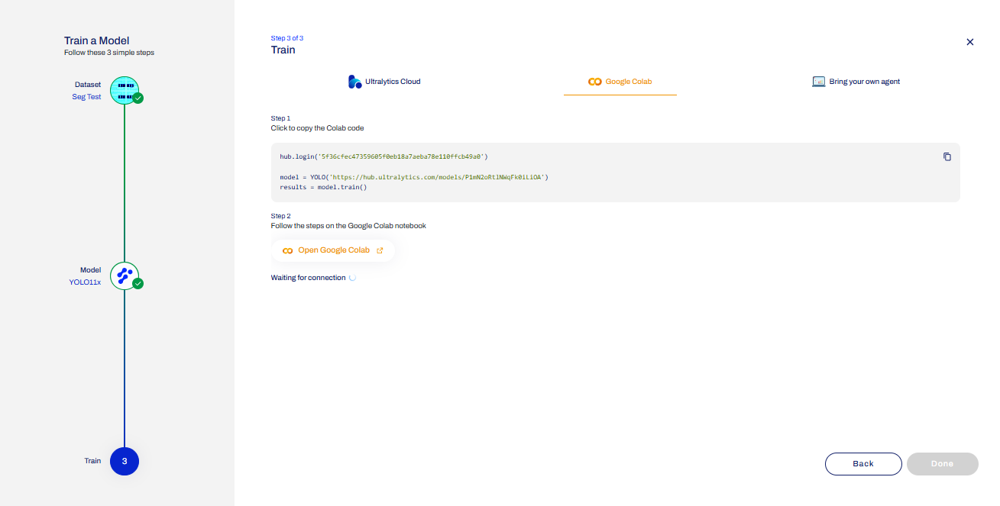 Train a Model
Follow these 3 simple steps
Dataset
Seg Test
Model
YOLO11x
Train
3
Step 3 of 3
Train
Ultralytics Cloud
Google Colab
Bring your own agent
Step 1
Click to copy the Colab code
hub.login('5f36cfec47359605f0eb18a7aeba78e110ffcb49a0')
model = YOLO('https://hub.ultralytics.com/models/P1mN2oRtlNWqFk0iLiOA')
results = model.train()
Step 2
Follow the steps on the Google Colab notebook
Open Google Colab
Waiting for connection
Back
Done